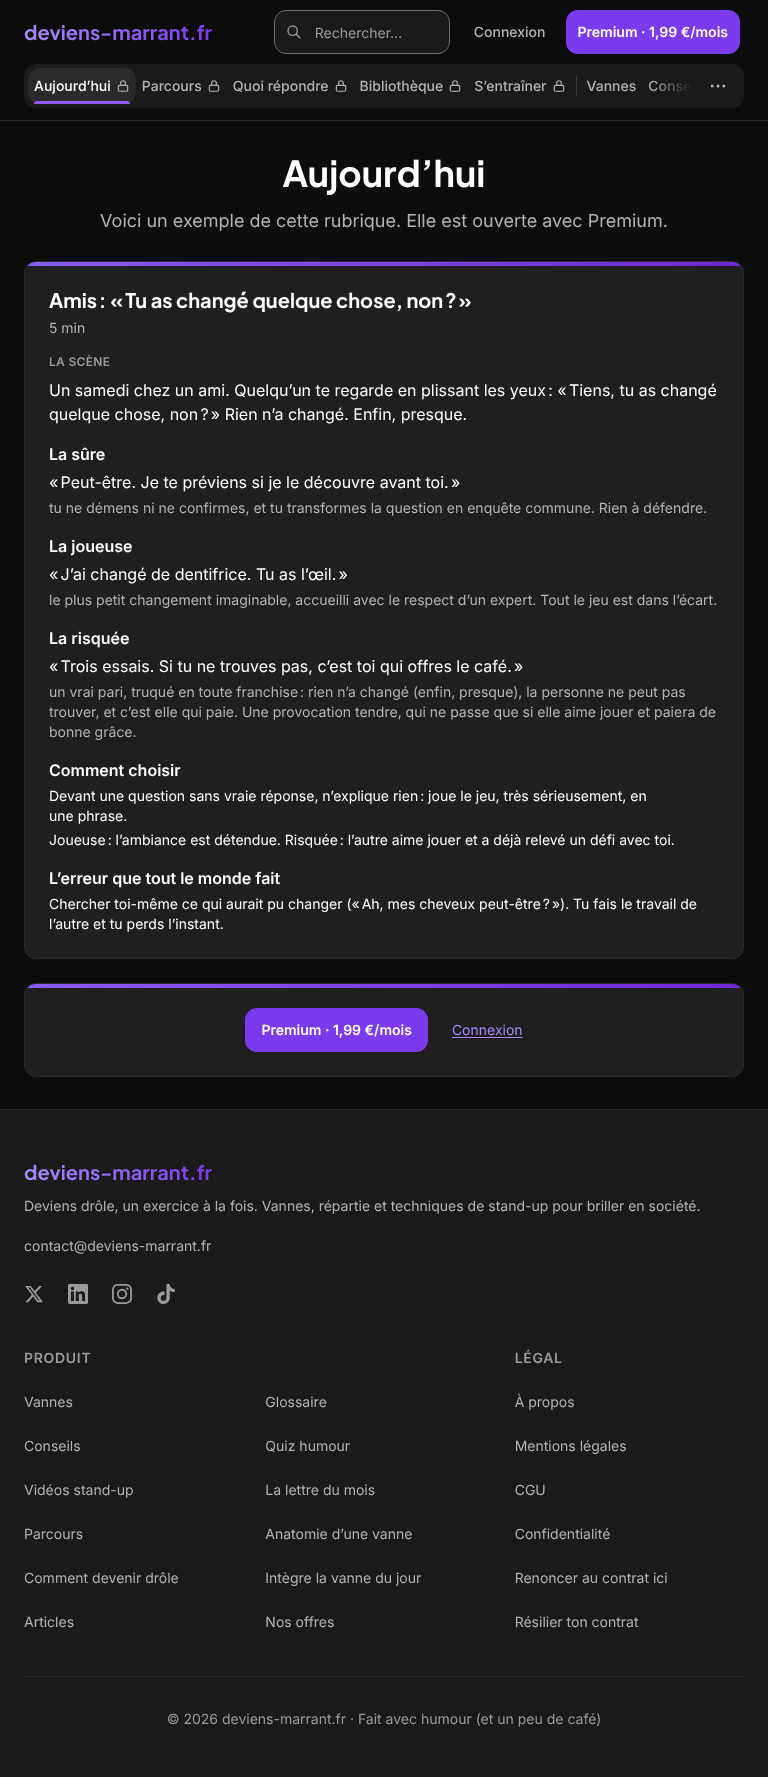 deviens-marrant.fr
Rechercher...
Connexion
Premium · 1,99 €/mois
Aujourd’hui
Parcours
Quoi répondre
Bibliothèque
S’entraîner
Vannes
Aujourd’hui
Voici un exemple de cette rubrique. Elle est ouverte avec Premium.
Amis : « Tu as changé quelque chose, non ? »
5 min
LA SCÈNE
Un samedi chez un ami. Quelqu’un te regarde en plissant les yeux : « Tiens, tu as changé
quelque chose, non ? » Rien n’a changé. Enfin, presque.
La sûre
« Peut-être. Je te préviens si je le découvre avant toi. »
tu ne démens ni ne confirmes, et tu transformes la question en enquête commune. Rien à défendre.
La joueuse
« J’ai changé de dentifrice. Tu as l’œil. »
le plus petit changement imaginable, accueilli avec le respect d’un expert. Tout le jeu est dans l’écart.
La risquée
« Trois essais. Si tu ne trouves pas, c’est toi qui offres le café. »
un vrai pari, truqué en toute franchise : rien n’a changé (enfin, presque), la personne ne peut pas
trouver, et c’est elle qui paie. Une provocation tendre, qui ne passe que si elle aime jouer et paiera de
bonne grâce.
Comment choisir
Devant une question sans vraie réponse, n’explique rien : joue le jeu, très sérieusement, en
une phrase.
Joueuse : l’ambiance est détendue. Risquée : l’autre aime jouer et a déjà relevé un défi avec toi.
L’erreur que tout le monde fait
Chercher toi-même ce qui aurait pu changer (« Ah, mes cheveux peut-être ? »). Tu fais le travail de
l’autre et tu perds l’instant.
Premium · 1,99 €/mois
Connexion
deviens-marrant.fr
Deviens drôle, un exercice à la fois. Vannes, répartie et techniques de stand-up pour briller en société.
contact@deviens-marrant.fr
PRODUIT
Vannes
Conseils
Vidéos stand-up
Parcours
Comment devenir drôle
Articles
Glossaire
Quiz humour
La lettre du mois
Anatomie d’une vanne
Intègre la vanne du jour
Nos offres
LÉGAL
À propos
Mentions légales
CGU
Confidentialité
Renoncer au contrat ici
Résilier ton contrat
© 2026 deviens-marrant.fr · Fait avec humour (et un peu de café)